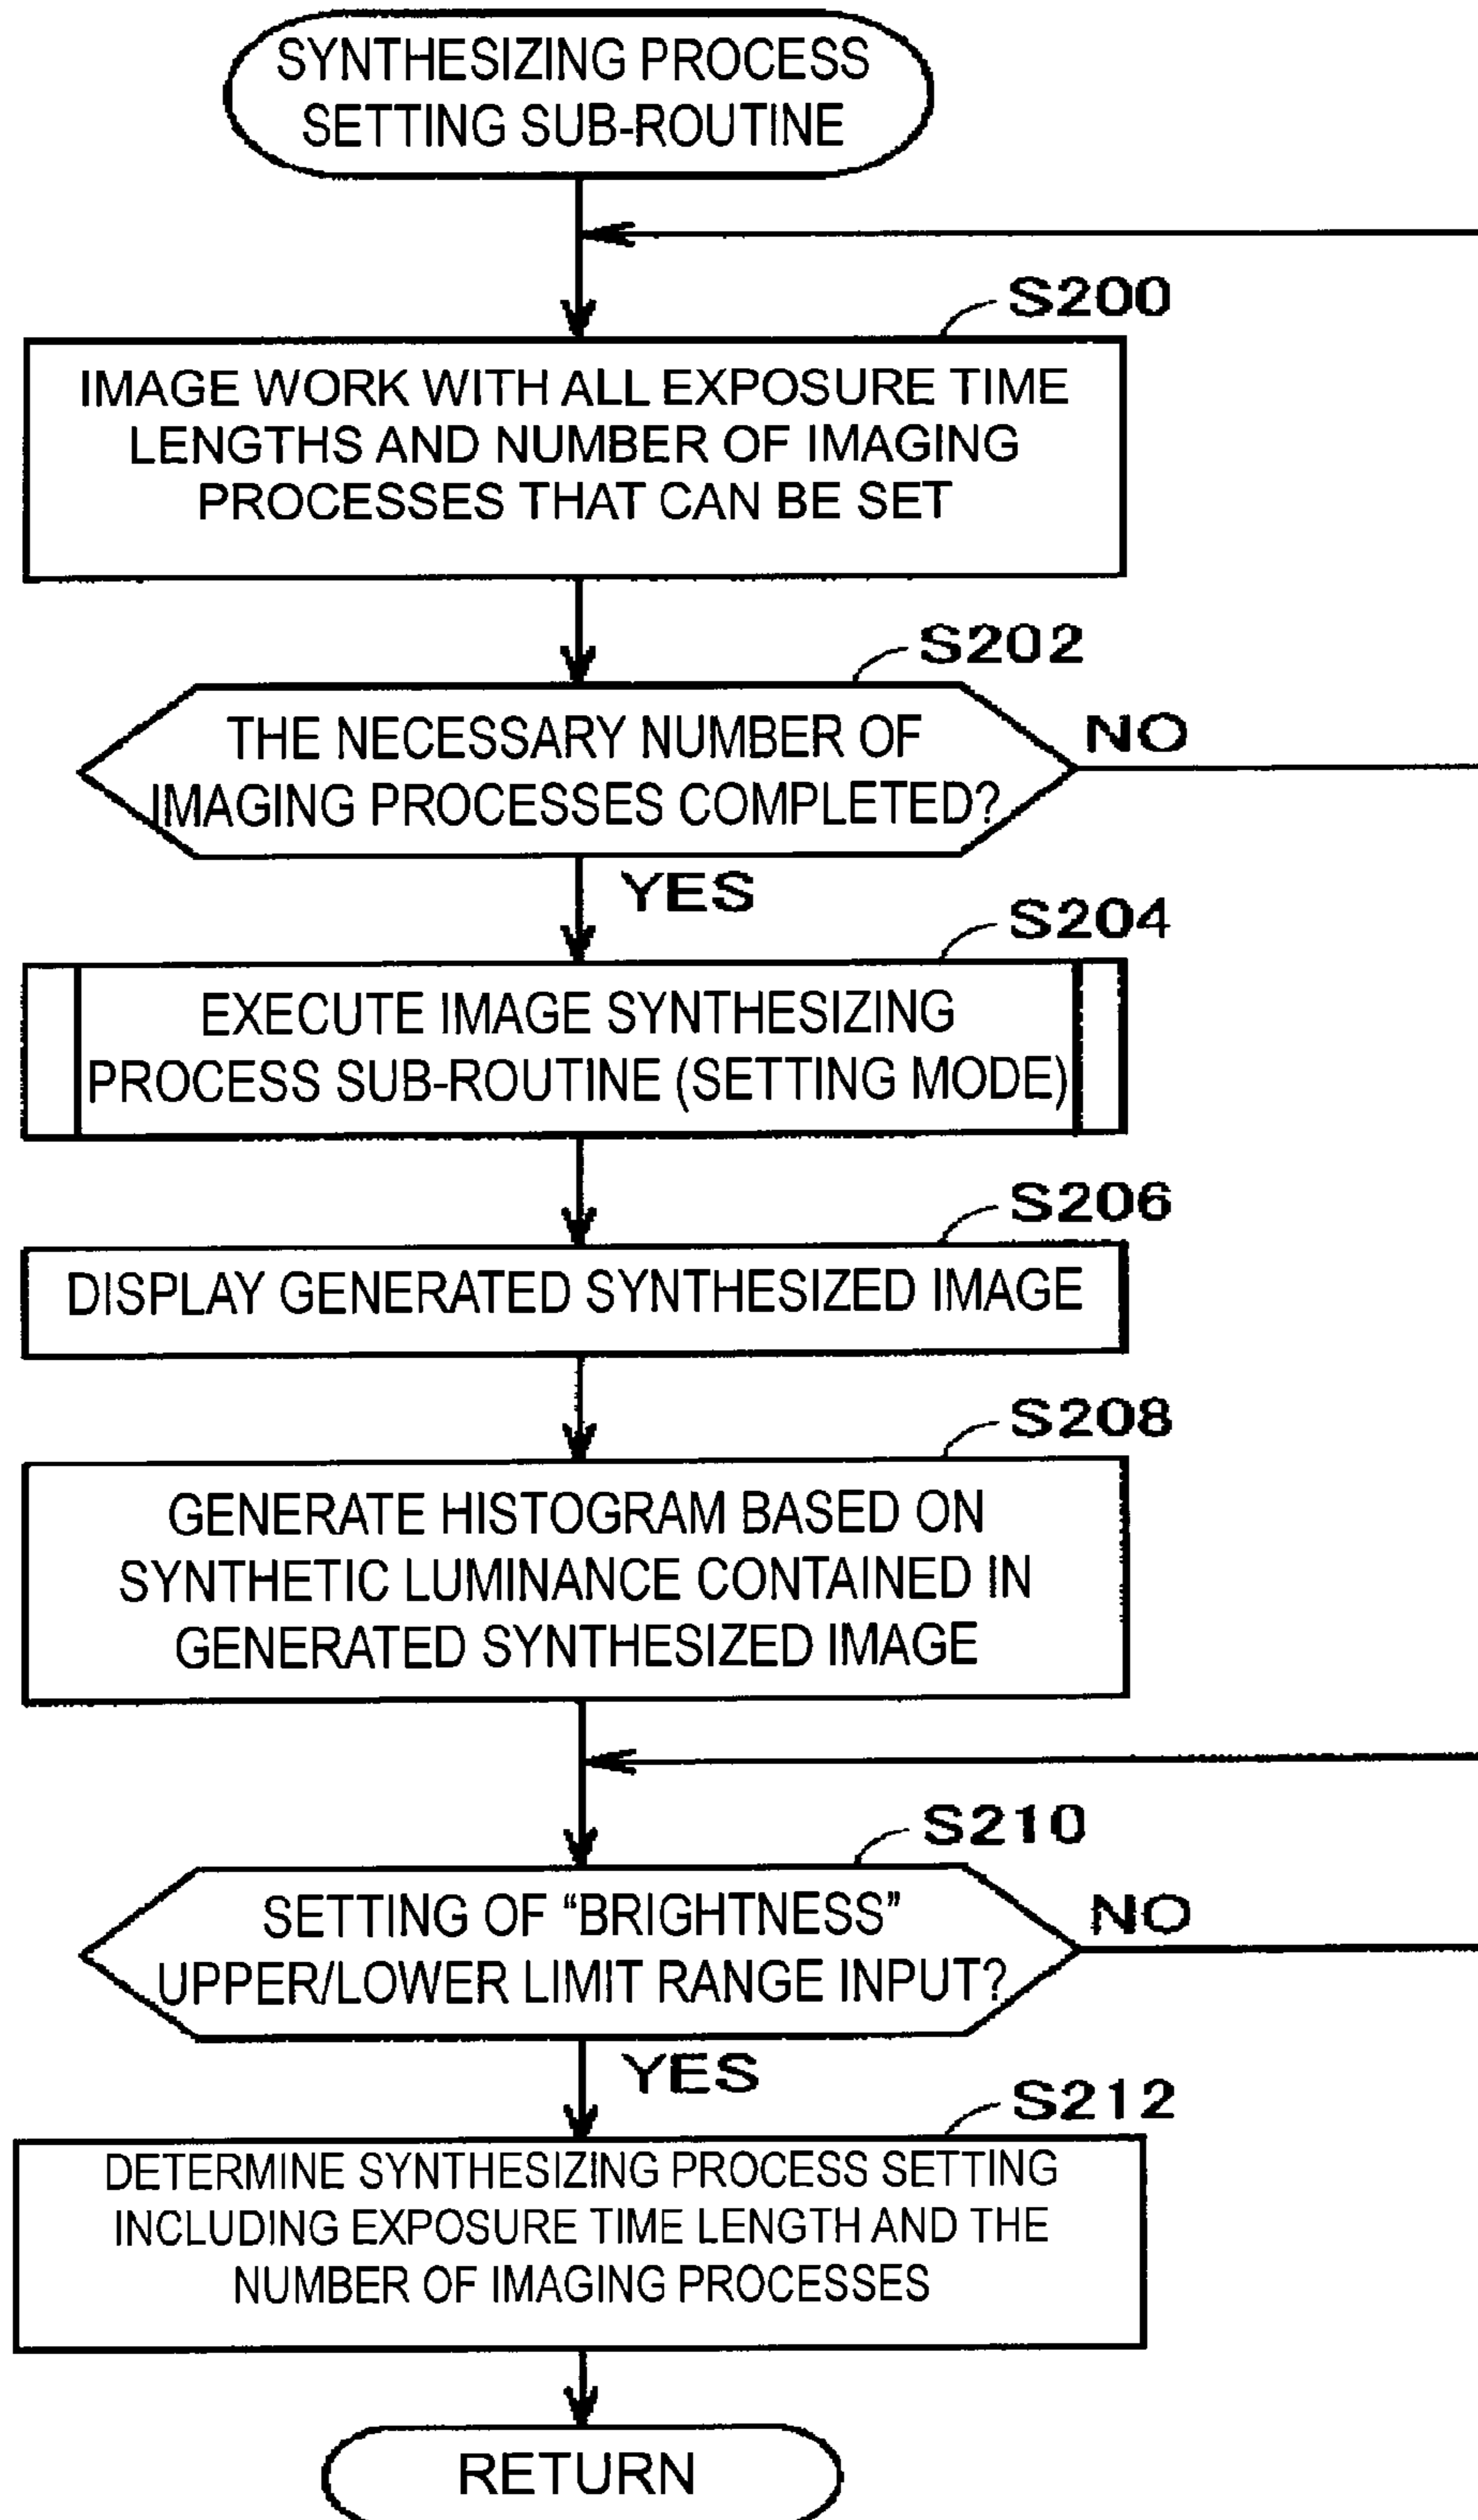 SYNTHESIZING PROCESS
SETTING SUB-ROUTINE
S200
IMAGE WORK WITH ALL EXPOSURE TIME
LENGTHS AND NUMBER OF IMAGING
PROCESSES THAT CAN BE SET
S202
THE NECESSARY NUMBER OF
IMAGING PROCESSES COMPLETED?
NO
YES
S204
EXECUTE IMAGE SYNTHESIZING
PROCESS SUB-ROUTINE (SETTING MODE)
S206
DISPLAY GENERATED SYNTHESIZED IMAGE
S208
GENERATE HISTOGRAM BASED ON
SYNTHETIC LUMINANCE CONTAINED IN
GENERATED SYNTHESIZED IMAGE
S210
SETTING OF “BRIGHTNESS”
UPPER/LOWER LIMIT RANGE INPUT?
NO
YES
S212
DETERMINE SYNTHESIZING PROCESS SETTING
INCLUDING EXPOSURE TIME LENGTH AND THE
NUMBER OF IMAGING PROCESSES
RETURN